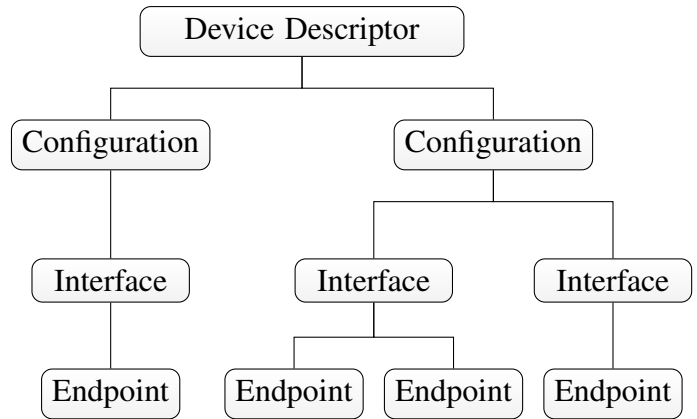 Device Descriptor
Configuration Configuration
Interface Interface Interface
Endpoint Endpoint Endpoint Endpoint